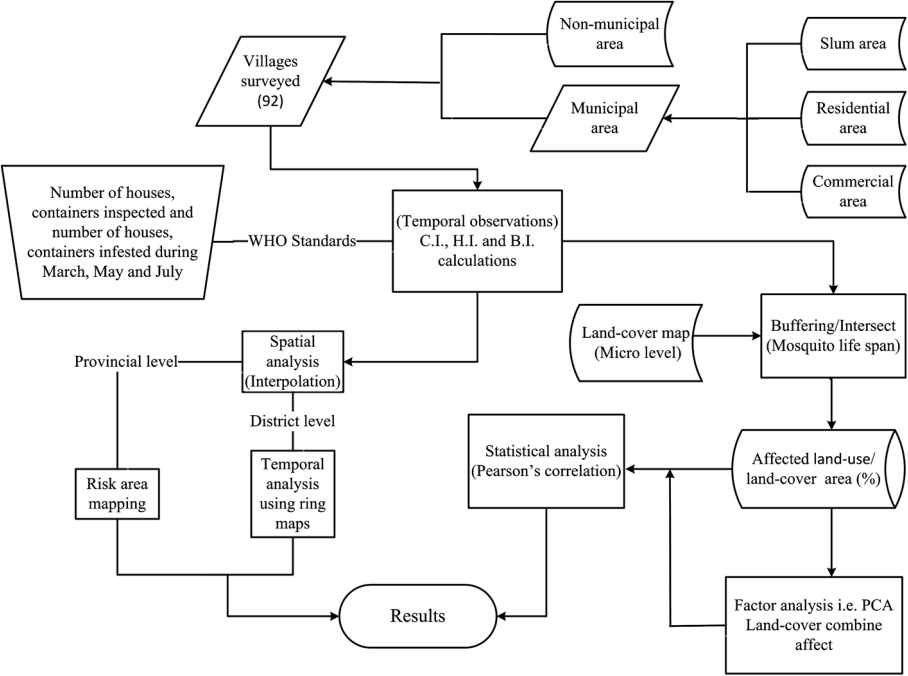 Non-municipal
area
Slum area
Villages
surveyed
(92)
Municipal
area
Residential
area
Commercial
area
Number of houses,
containers inspected and
number of houses,
containers infested during
March, May and July
WHO Standards
(Temporal observations)
C.I., H.I. and B.I.
calculations
Land-cover map
(Micro level)
Buffering/Intersect
(Mosquito life span)
Provincial level
Spatial
analysis
(Interpolation)
District level
Risk area
mapping
Temporal
analysis
using ring
maps
Statistical analysis
(Pearson's correlation)
Affected land-use/
land-cover area (%)
Factor analysis i.e. PCA
Land-cover combine
affect
Results